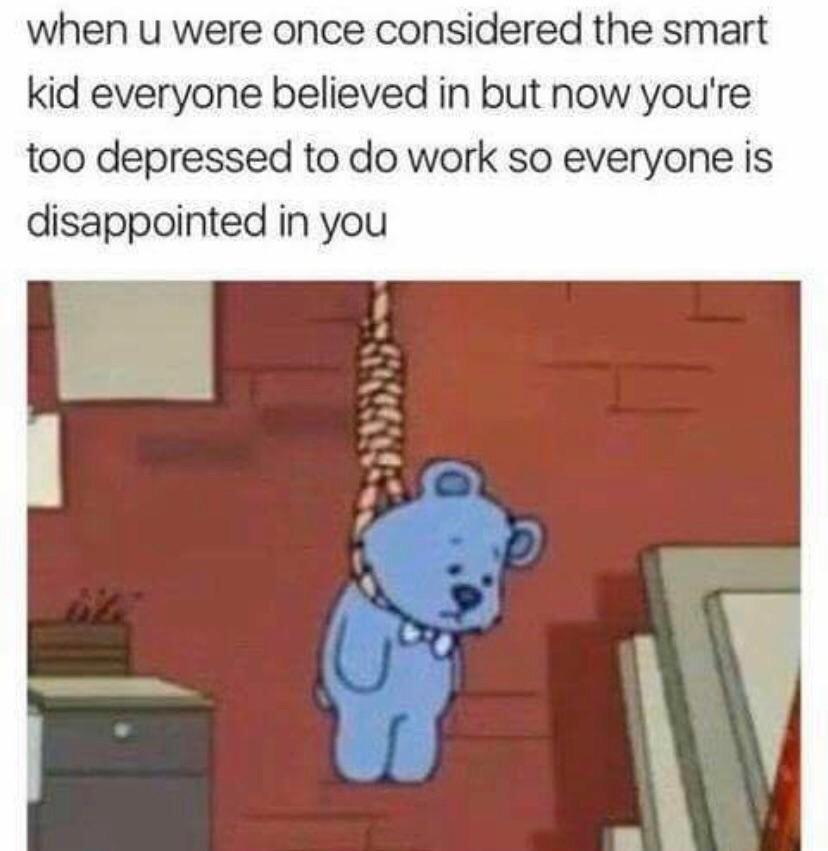 when u were once considered the smart
kid everyone believed in but now you're
too depressed to do work so everyone is
disappointed in you